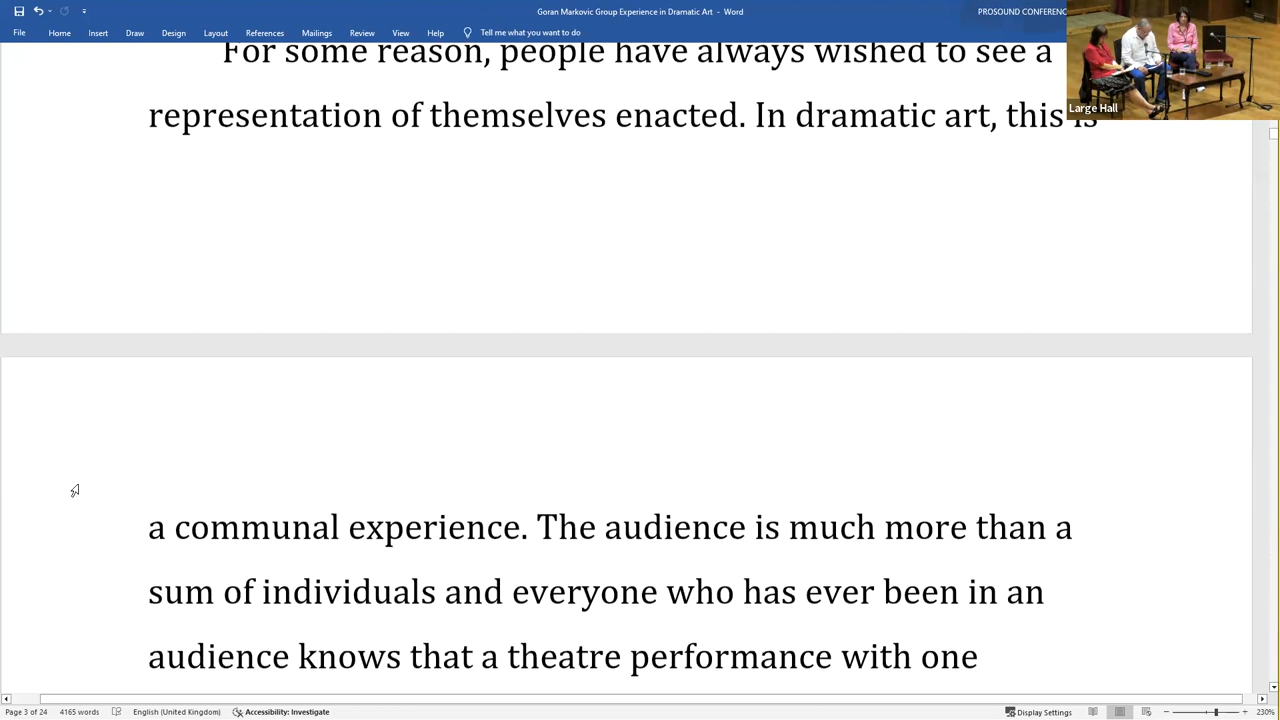 Goran Markovic Group Experience in Dramatic Art - Word
PROSOUND CONFERENC
File Home Insert Draw Design Layout References Mailings Review View Help Tell me what you want to do
Large Hall
For some reason, people have always wished to see a
representation of themselves enacted. In dramatic art, this is
a communal experience. The audience is much more than a
sum of individuals and everyone who has ever been in an
audience knows that a theatre performance with one
Page 3 of 24 4165 words English (United Kingdom) Accessibility: Investigate Display Settings 230%